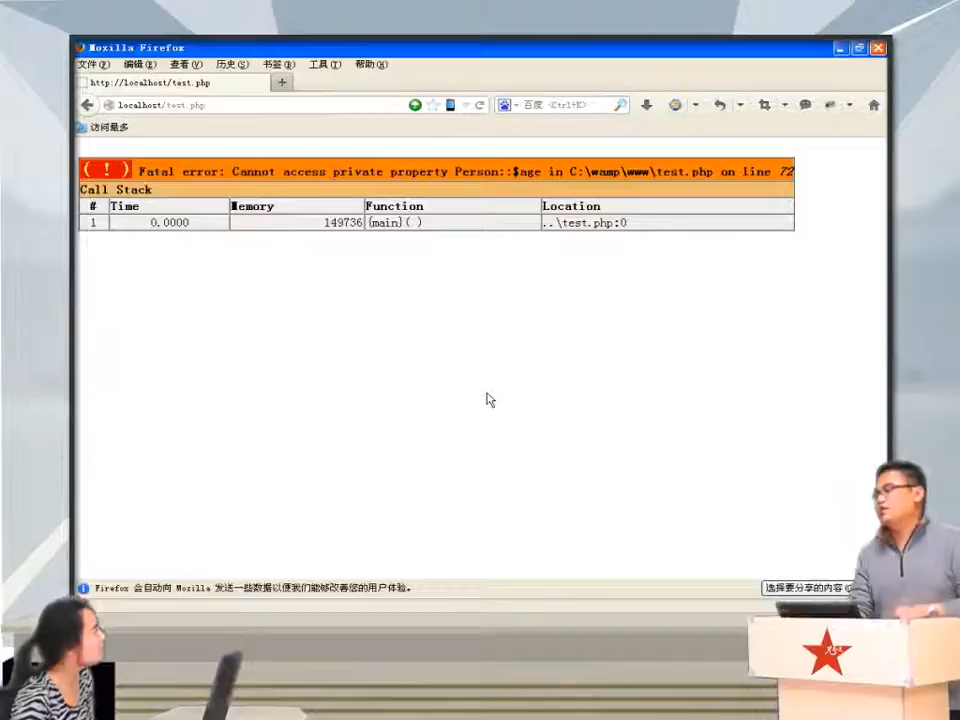 Mozilla Firefox
文件(F) 编辑(E) 查看(V) 历史(S) 书签(B) 工具(T) 帮助(H)
http://localhost/test.php
localhost/test.php
百度 <Ctrl+K>
访问最多
( ! ) Fatal error: Cannot access private property Person::$age in C:\wamp\www\test.php on line 72
Call Stack
# Time Memory Function Location
1 0.0000 149736 {main}( ) ..\test.php:0
Firefox 会自动向 Mozilla 发送一些数据以便我们能够改善您的用户体验。
选择要分享的内容